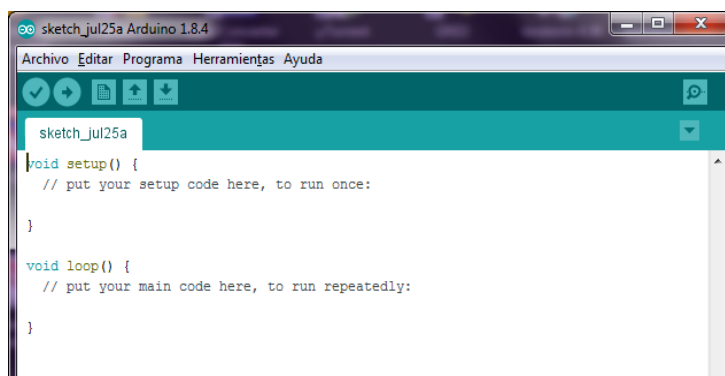 sketch_jul25a Arduino 1.8.4
Archivo Editar Programa Herramientas Ayuda
sketch_jul25a
void setup() {
  // put your setup code here, to run once:
}
void loop() {
  // put your main code here, to run repeatedly:
}